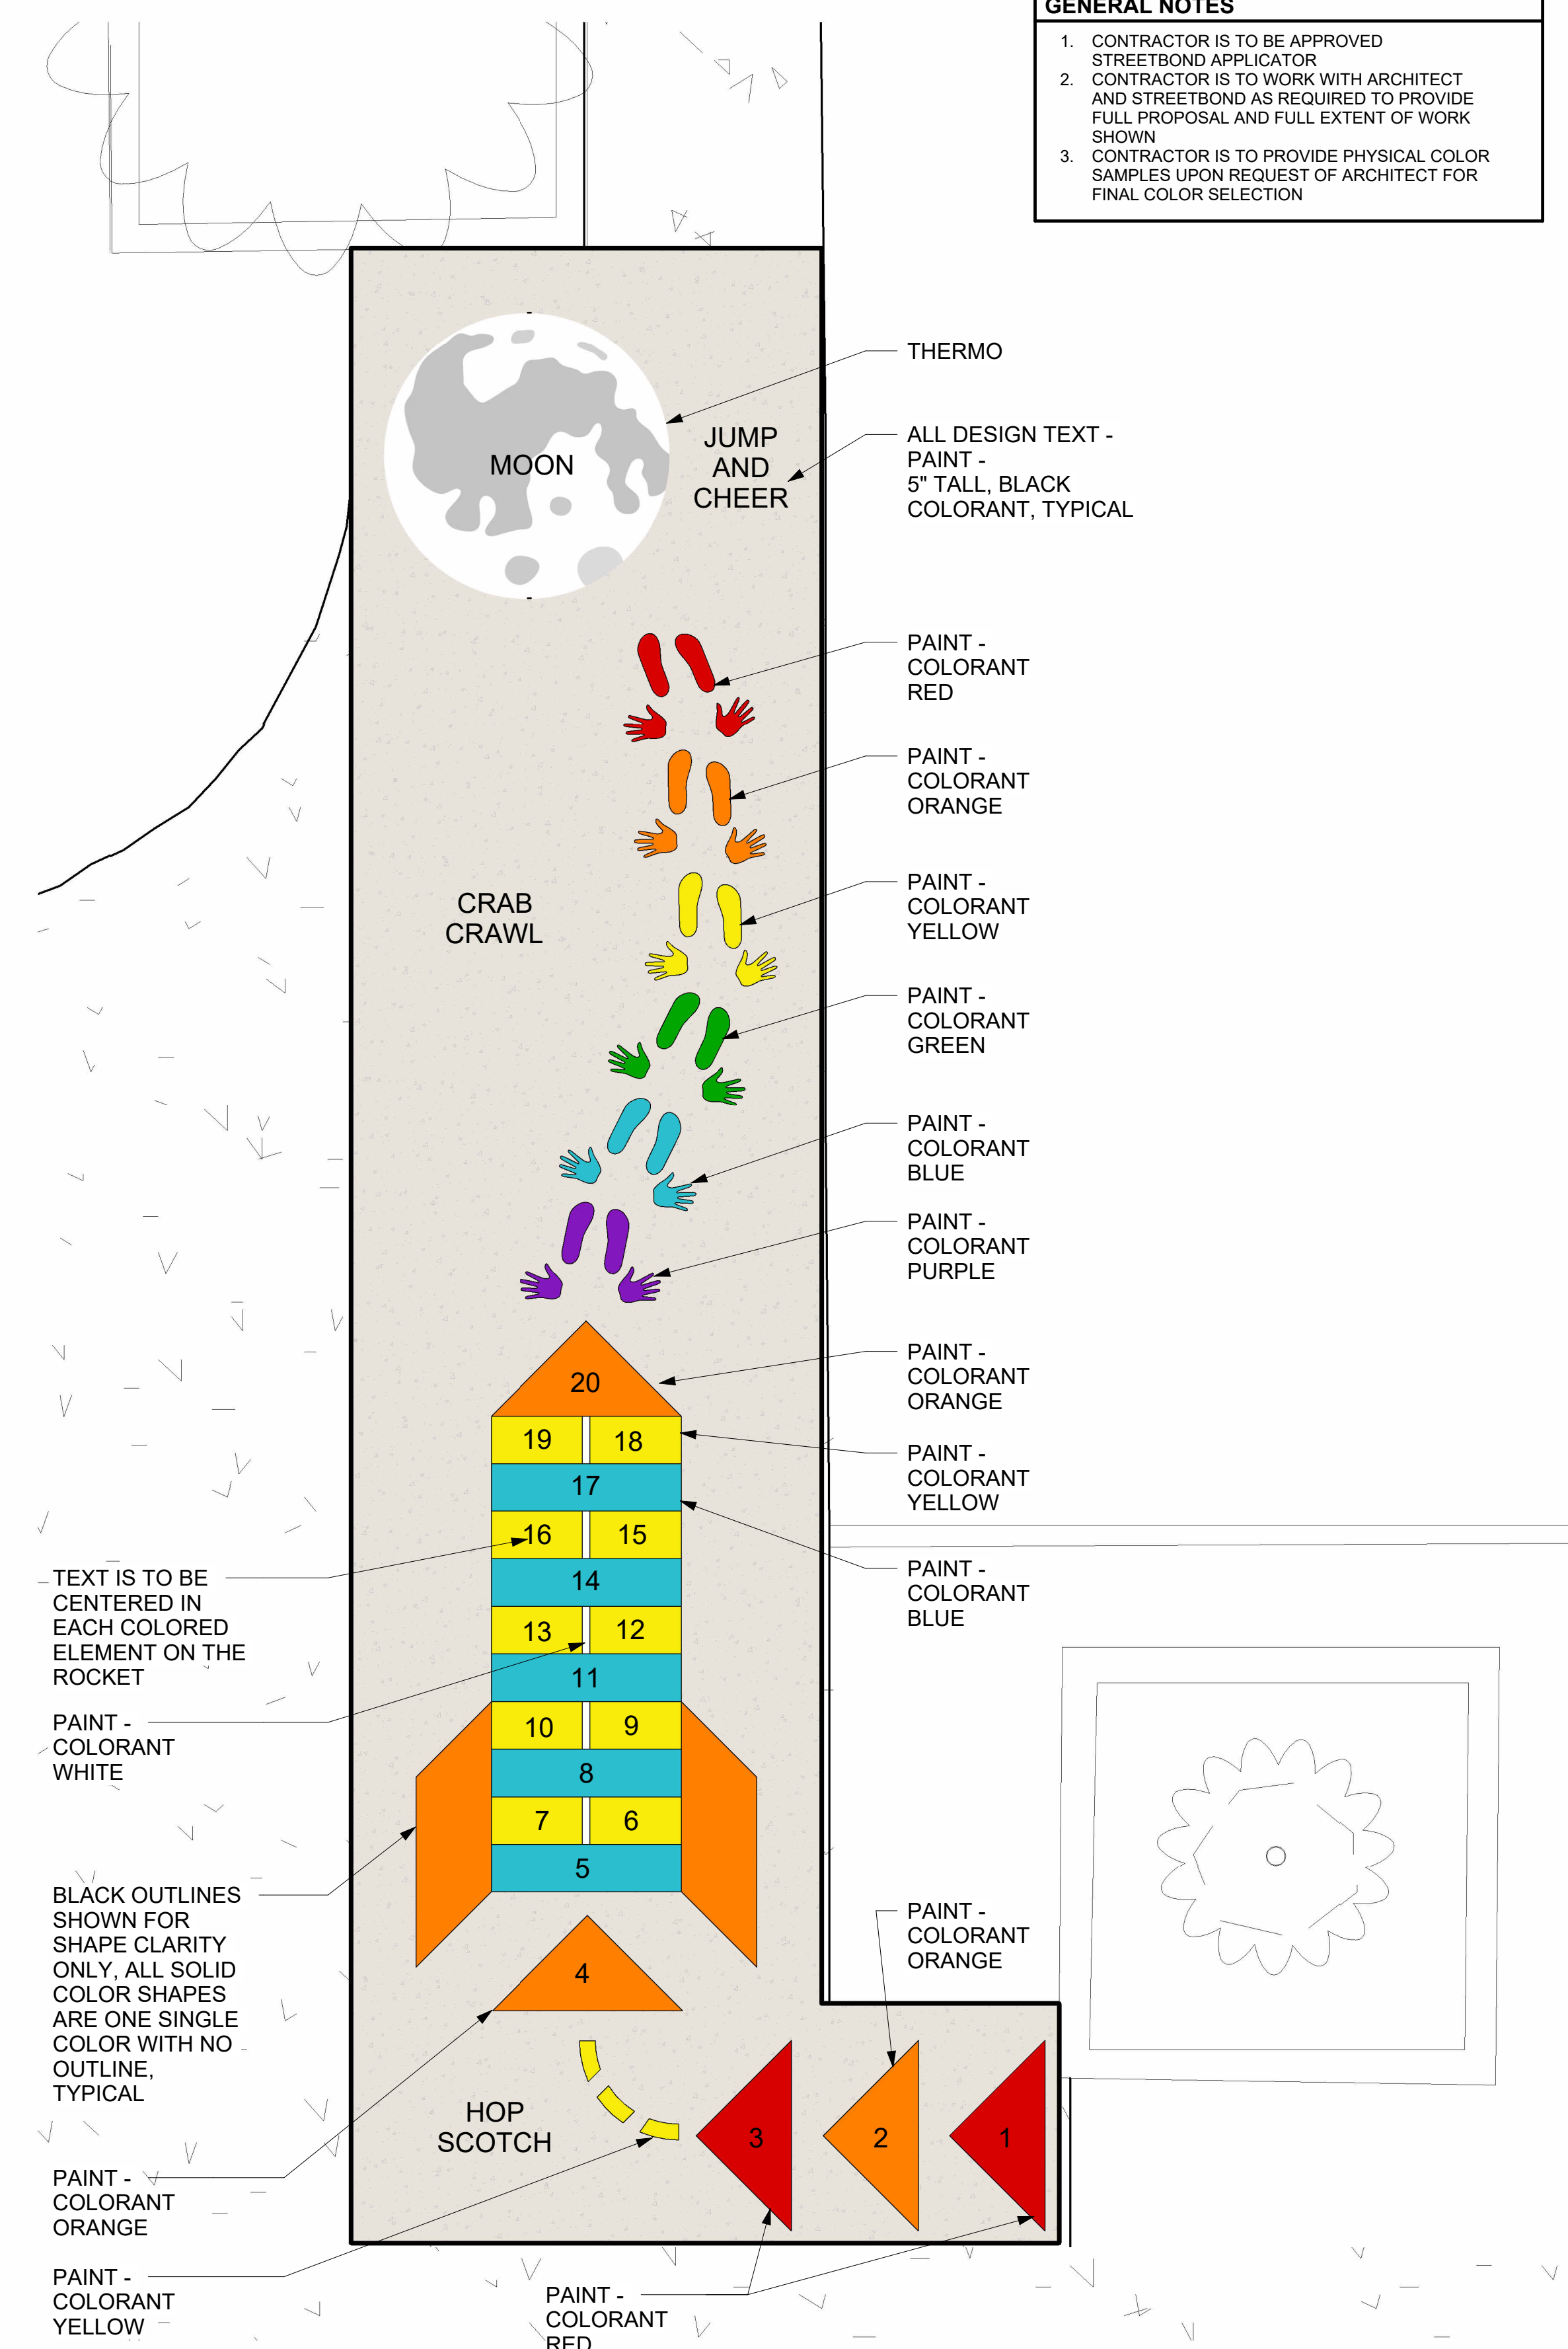 GENERAL NOTES
1. CONTRACTOR IS TO BE APPROVED
STREETBOND APPLICATOR
2. CONTRACTOR IS TO WORK WITH ARCHITECT
AND STREETBOND AS REQUIRED TO PROVIDE
FULL PROPOSAL AND FULL EXTENT OF WORK
SHOWN
3. CONTRACTOR IS TO PROVIDE PHYSICAL COLOR
SAMPLES UPON REQUEST OF ARCHITECT FOR
FINAL COLOR SELECTION
THERMO
MOON
JUMP
AND
CHEER
ALL DESIGN TEXT -
PAINT -
5" TALL, BLACK
COLORANT, TYPICAL
PAINT -
COLORANT
RED
PAINT -
COLORANT
ORANGE
CRAB
CRAWL
PAINT -
COLORANT
YELLOW
PAINT -
COLORANT
GREEN
PAINT -
COLORANT
BLUE
PAINT -
COLORANT
PURPLE
PAINT -
COLORANT
ORANGE
PAINT -
COLORANT
YELLOW
PAINT -
COLORANT
BLUE
20
19 18
17
16 15
14
13 12
11
10 9
8
7 6
5
4
TEXT IS TO BE
CENTERED IN
EACH COLORED
ELEMENT ON THE
ROCKET
PAINT -
COLORANT
WHITE
BLACK OUTLINES
SHOWN FOR
SHAPE CLARITY
ONLY, ALL SOLID
COLOR SHAPES
ARE ONE SINGLE
COLOR WITH NO
OUTLINE,
TYPICAL
PAINT -
COLORANT
ORANGE
HOP
SCOTCH
3 2 1
PAINT -
COLORANT
ORANGE
PAINT -
COLORANT
YELLOW
PAINT -
COLORANT
RED